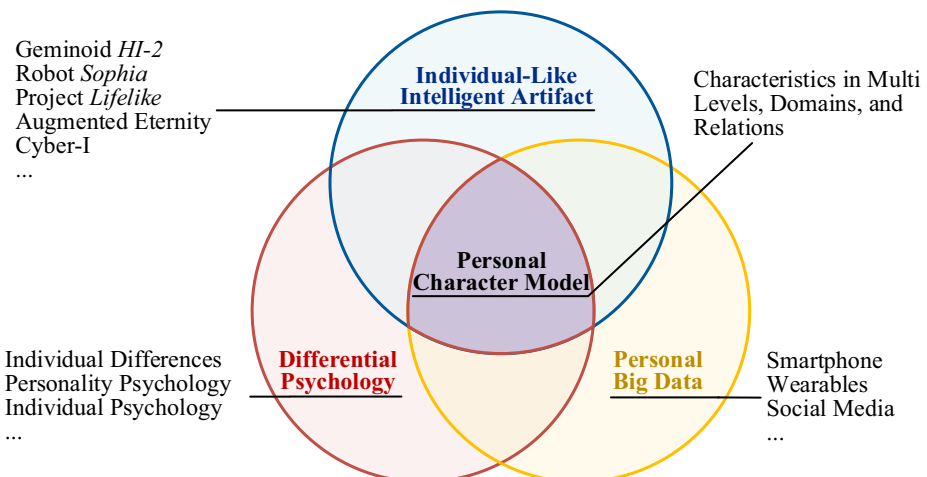 Geminoid HI-2
Robot Sophia
Project Lifelike
Augmented Eternity
Cyber-I
...
Individual-Like
Intelligent Artifact
Characteristics in Multi
Levels, Domains, and
Relations
Personal
Character Model
Individual Differences
Personality Psychology
Individual Psychology
...
Differential
Psychology
Personal
Big Data
Smartphone
Wearables
Social Media
...